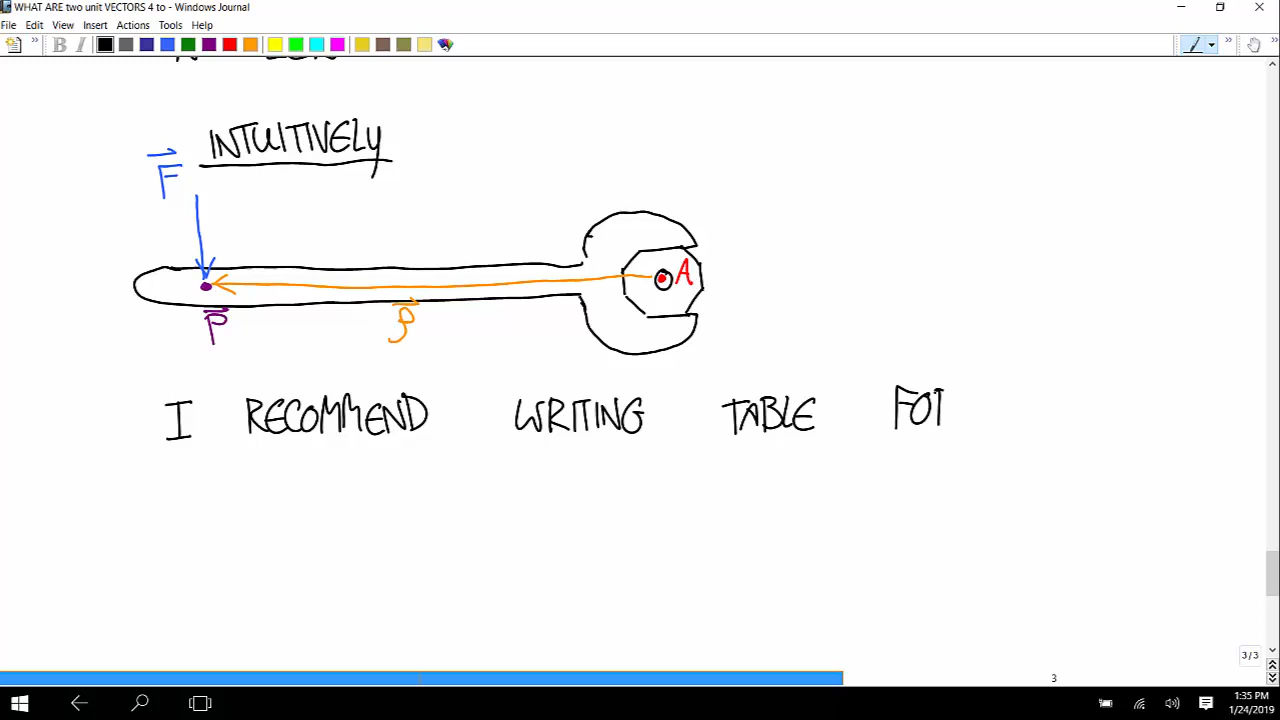 WHAT ARE two unit VECTORS 4 to - Windows Journal
File Edit View Insert Actions Tools Help
B I
INTUITIVELY
F
A
P
ρ
I RECOMMEND WRITING TABLE
3/3
3
1:35 PM
1/24/2019